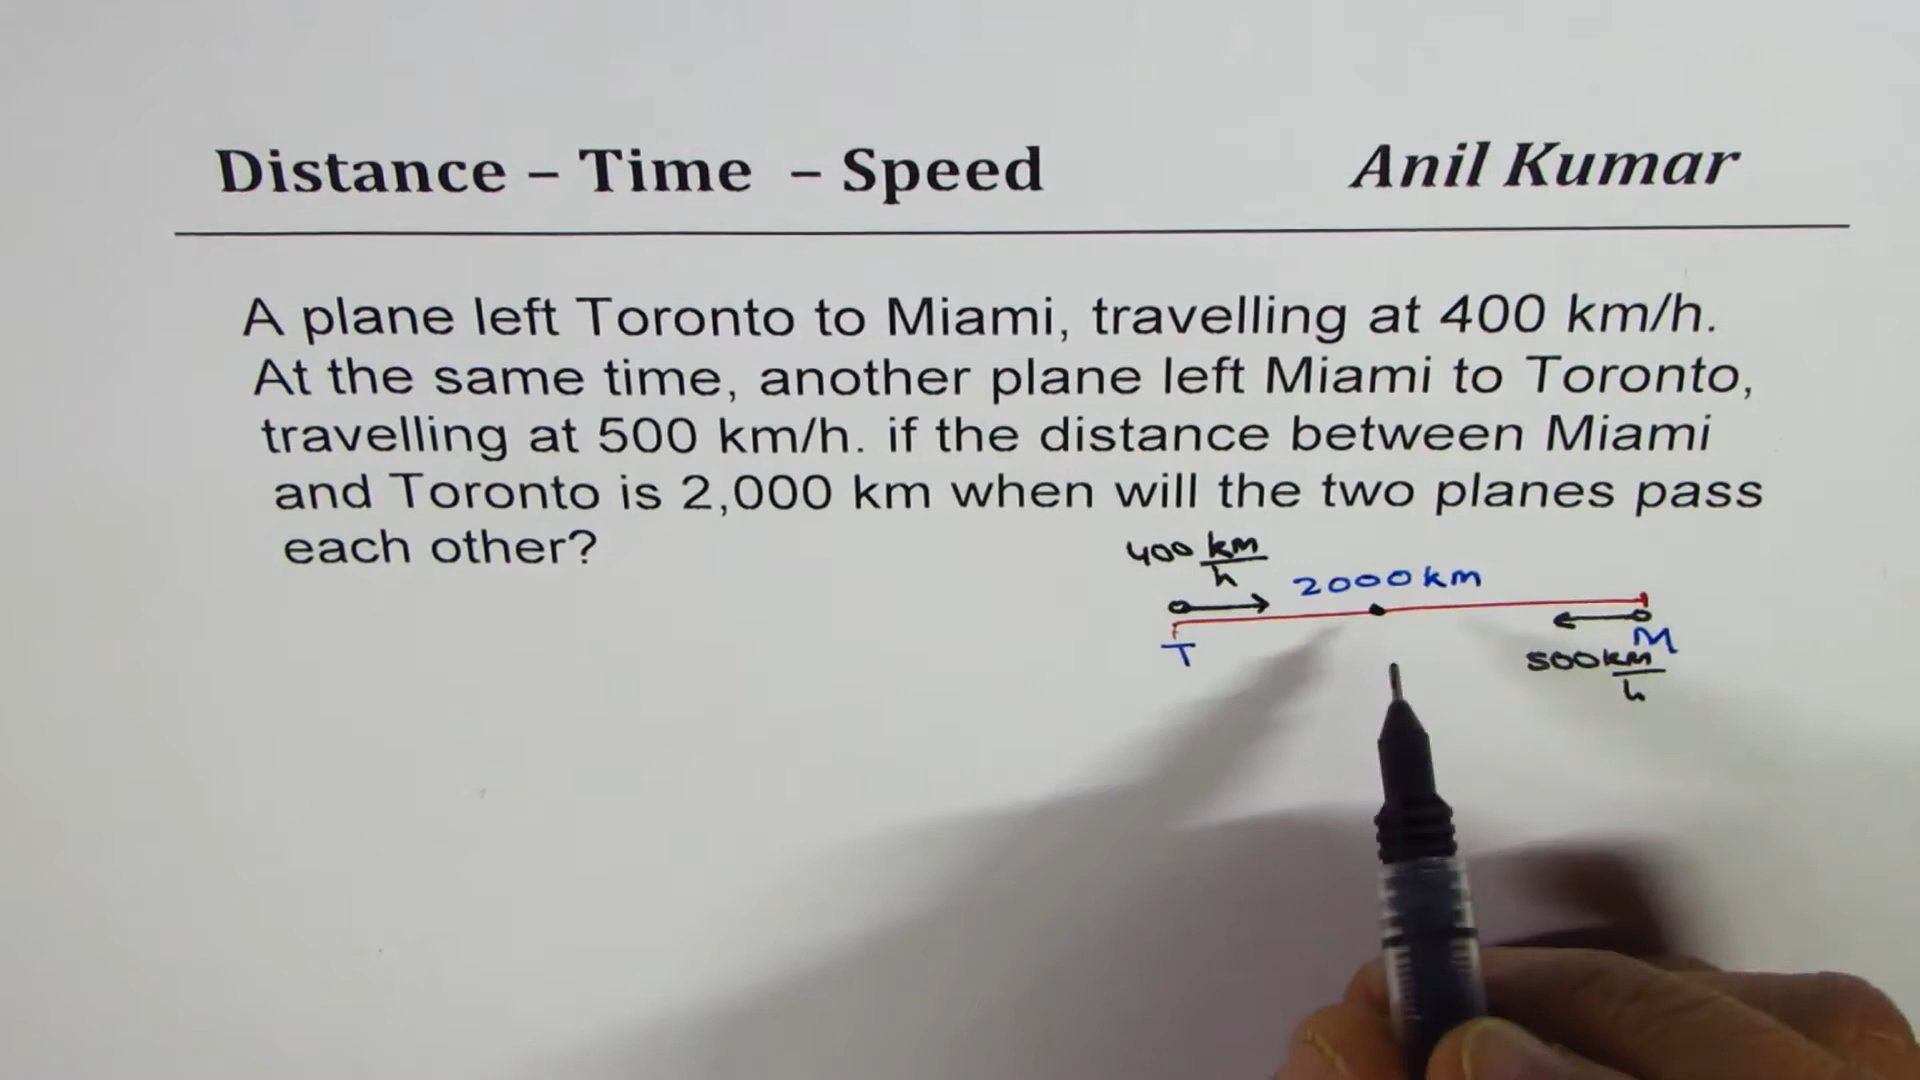 Distance – Time – Speed
Anil Kumar
A plane left Toronto to Miami, travelling at 400 km/h.
At the same time, another plane left Miami to Toronto,
travelling at 500 km/h. if the distance between Miami
and Toronto is 2,000 km when will the two planes pass
each other?
400 km/h
2000 km
T
M
500 km/h